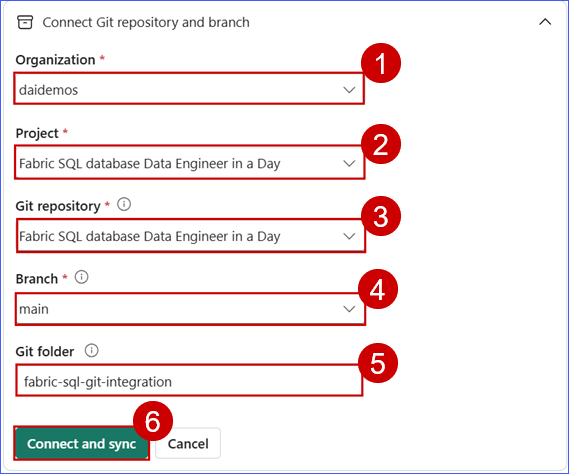 Connect Git repository and branch
Organization *
1
daidemos
Project *
2
Fabric SQL database Data Engineer in a Day
Git repository *
3
Fabric SQL database Data Engineer in a Day
Branch *
4
main
Git folder
5
fabric-sql-git-integration
6
Connect and sync Cancel